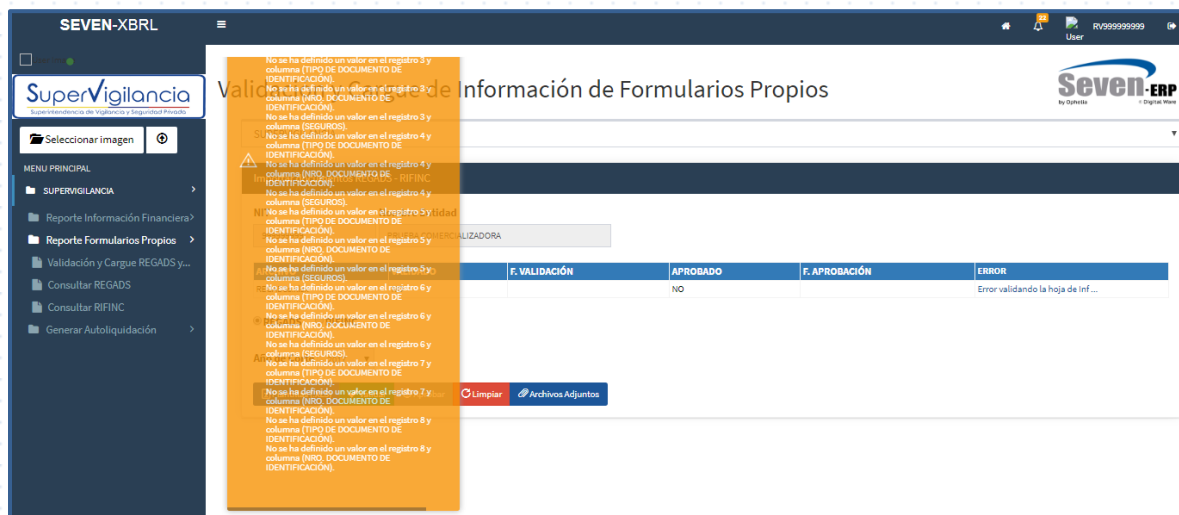 SEVEN-XBRL
22
User
RV999999999
SuperVigilancia
Superintendencia de Vigilancia y Seguridad Privada
Seleccionar imagen
MENU PRINCIPAL
SUPERVIGILANCIA
Reporte Información Financiera
Reporte Formularios Propios
Validación y Cargue REGADS y...
Consultar REGADS
Consultar RIFINC
Generar Autoliquidación
de Información de Formularios Propios
Seven-ERP
by Ophelia
Digital Ware
No se ha definido un valor en el registro 3 y
columna (TIPO DE DOCUMENTO DE
IDENTIFICACIÓN).
No se ha definido un valor en el registro 3 y
columna (NRO. DOCUMENTO DE
IDENTIFICACIÓN).
No se ha definido un valor en el registro 3 y
columna (SEGUROS).
No se ha definido un valor en el registro 4 y
columna (TIPO DE DOCUMENTO DE
IDENTIFICACIÓN).
No se ha definido un valor en el registro 4 y
columna (NRO. DOCUMENTO DE
IDENTIFICACIÓN).
No se ha definido un valor en el registro 4 y
columna (SEGUROS).
No se ha definido un valor en el registro 5 y
columna (TIPO DE DOCUMENTO DE
IDENTIFICACIÓN).
No se ha definido un valor en el registro 5 y
columna (NRO. DOCUMENTO DE
IDENTIFICACIÓN).
No se ha definido un valor en el registro 5 y
columna (SEGUROS).
No se ha definido un valor en el registro 6 y
columna (TIPO DE DOCUMENTO DE
IDENTIFICACIÓN).
No se ha definido un valor en el registro 6 y
columna (NRO. DOCUMENTO DE
IDENTIFICACIÓN).
No se ha definido un valor en el registro 6 y
columna (SEGUROS).
No se ha definido un valor en el registro 7 y
columna (TIPO DE DOCUMENTO DE
IDENTIFICACIÓN).
No se ha definido un valor en el registro 7 y
columna (NRO. DOCUMENTO DE
IDENTIFICACIÓN).
No se ha definido un valor en el registro 8 y
columna (TIPO DE DOCUMENTO DE
IDENTIFICACIÓN).
No se ha definido un valor en el registro 8 y
columna (NRO. DOCUMENTO DE
IDENTIFICACIÓN).
REGADS - RIFINC
PRUEBA COMERCIALIZADORA
F. VALIDACIÓN
APROBADO
F. APROBACIÓN
ERROR
NO
Error validando la hoja de Inf ...
Limpiar
Archivos Adjuntos